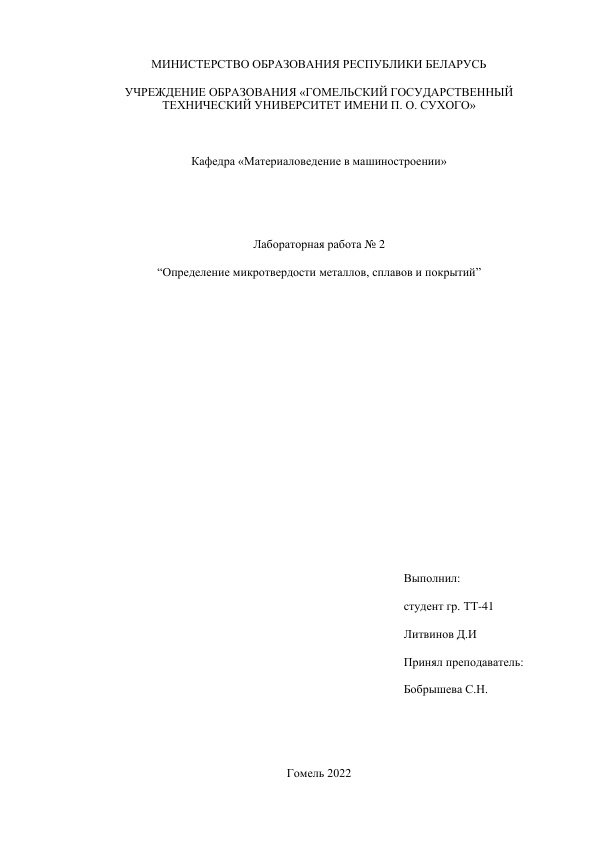 МИНИСТЕРСТВО ОБРАЗОВАНИЯ РЕСПУБЛИКИ БЕЛАРУСЬ
УЧРЕЖДЕНИЕ ОБРАЗОВАНИЯ «ГОМЕЛЬСКИЙ ГОСУДАРСТВЕННЫЙ
ТЕХНИЧЕСКИЙ УНИВЕРСИТЕТ ИМЕНИ П. О. СУХОГО»
Кафедра «Материаловедение в машиностроении»
Лабораторная работа № 2
“Определение микротвердости металлов, сплавов и покрытий”
Выполнил:
студент гр. ТТ-41
Литвинов Д.И
Принял преподаватель:
Бобрышева С.Н.
Гомель 2022